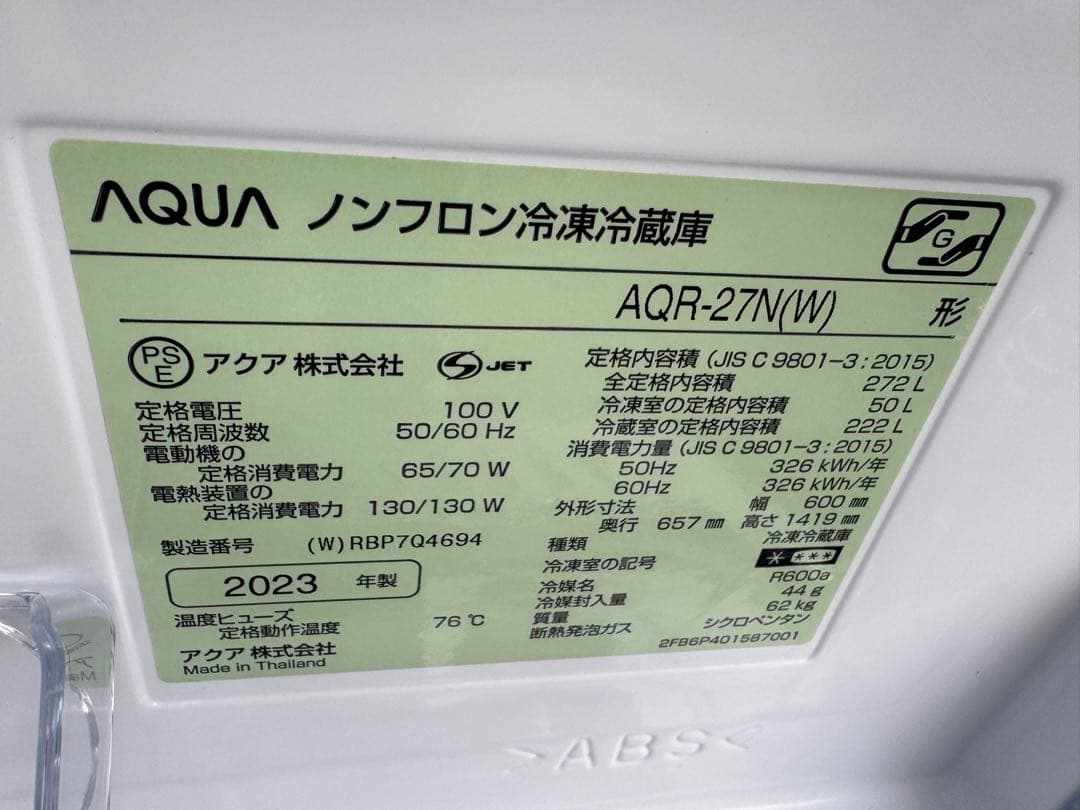 AQUA ノンフロン冷凍冷蔵庫
G
AQR-27N(W) 形
PS E アクア 株式会社 S JET
定格電圧 100 V
定格周波数 50/60 Hz
電動機の
定格消費電力 65/70 W
電熱装置の
定格消費電力 130/130 W
製造番号 (W)RBP7Q4694
2023 年製
温度ヒューズ
定格動作温度 76℃
アクア 株式会社
Made in Thailand
定格内容積 (JIS C 9801-3:2015)
全定格内容積 272 L
冷凍室の定格内容積 50 L
冷蔵室の定格内容積 222 L
消費電力量 (JIS C 9801-3:2015)
50Hz 326 kWh/年
60Hz 326 kWh/年
外形寸法 幅 600 mm
奥行 657 mm 高さ 1419 mm
種類 冷凍冷蔵庫
冷凍室の記号 * ***
冷媒名 R600a
冷媒封入量 44 g
質量 62 kg
断熱発泡ガス シクロペンタン
2FB6P401587001
>ABS<